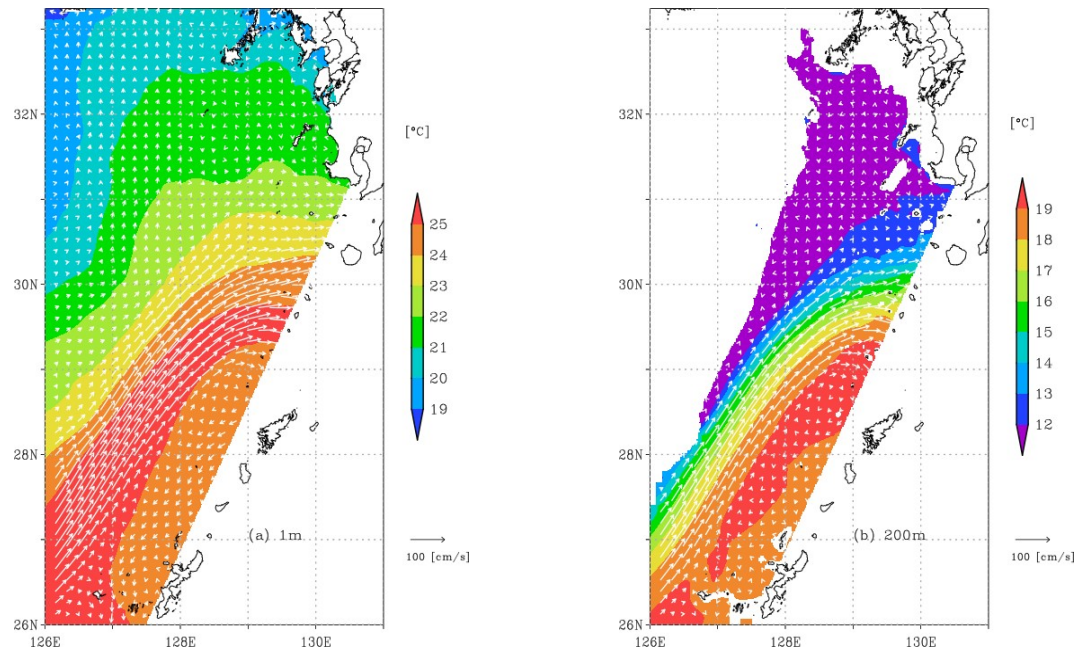 32N
30N
28N
26N
126E
128E
130E
(a) 1m
[°C]
25
24
23
22
21
20
19
100 [cm/s]
126E
128E
130E
32N
30N
28N
26N
(b) 200m
[°C]
19
18
17
16
15
14
13
12
100 [cm/s]